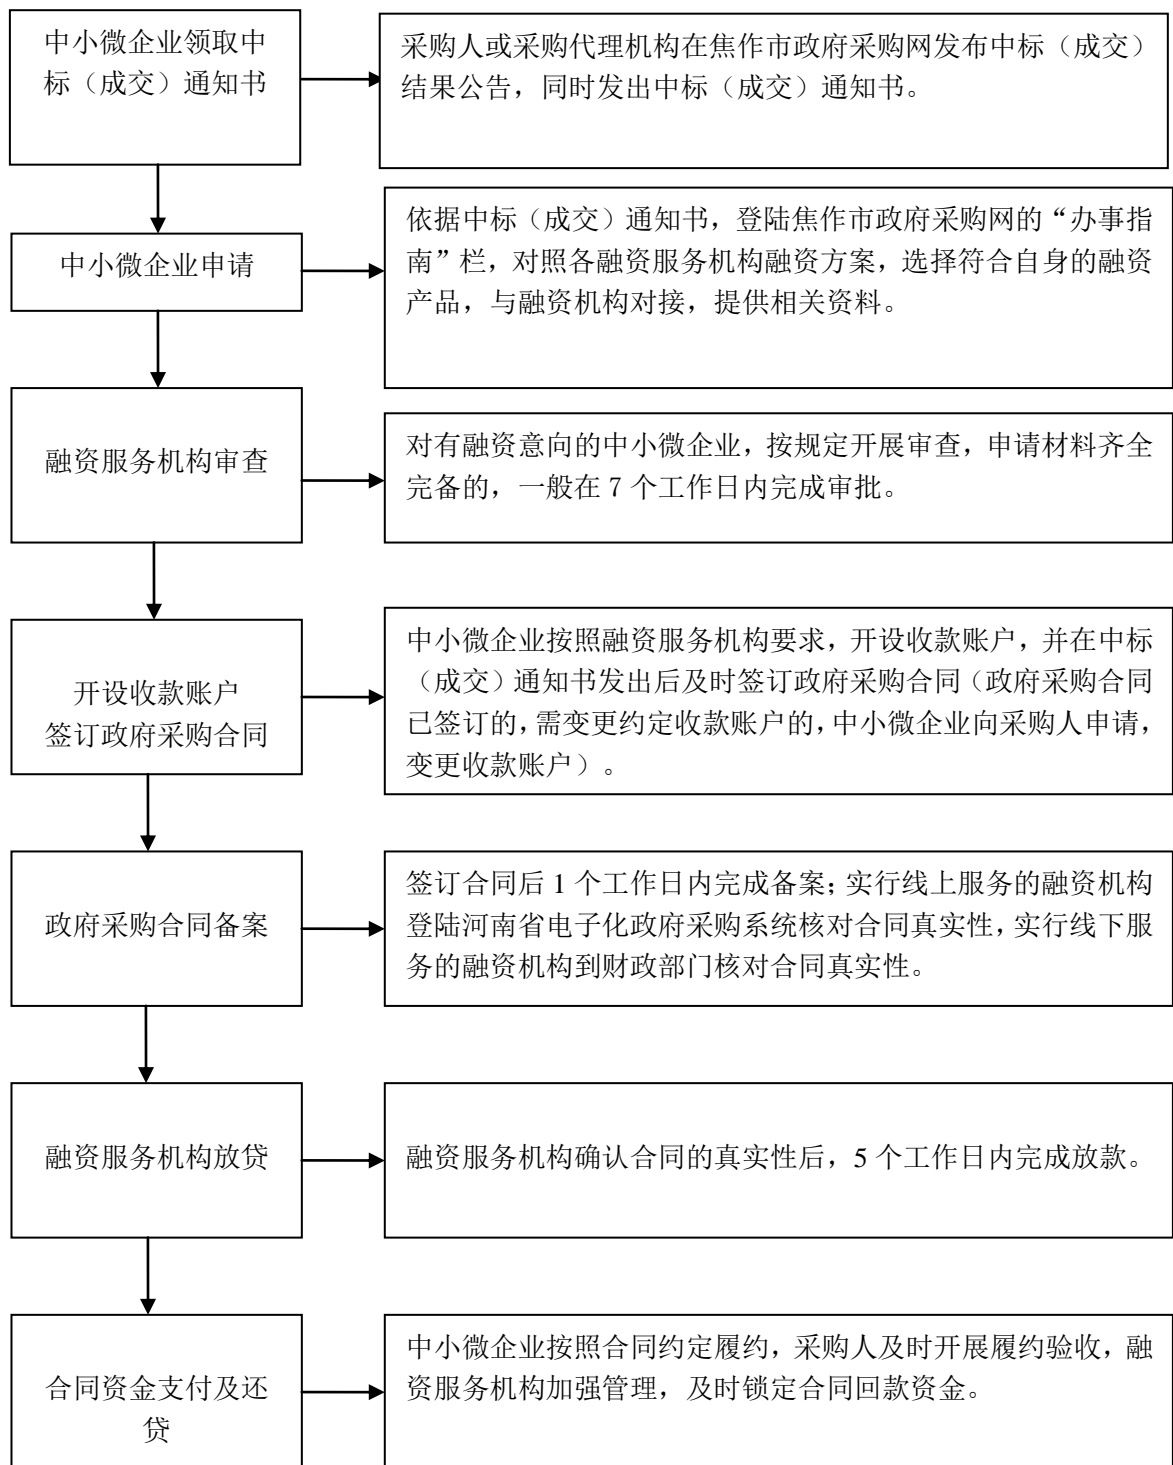 中小微企业领取中
标（成交）通知书
采购人或采购代理机构在焦作市政府采购网发布中标（成交）
结果公告，同时发出中标（成交）通知书。
中小微企业申请
依据中标（成交）通知书，登陆焦作市政府采购网的“办事指
南”栏，对照各融资服务机构融资方案，选择符合自身的融资
产品，与融资机构对接，提供相关资料。
融资服务机构审查
对有融资意向的中小微企业，按规定开展审查，申请材料齐全
完备的，一般在 7 个工作日内完成审批。
开设收款账户
签订政府采购合同
中小微企业按照融资服务机构要求，开设收款账户，并在中标
（成交）通知书发出后及时签订政府采购合同（政府采购合同
已签订的，需变更约定收款账户的，中小微企业向采购人申请，
变更收款账户）。
政府采购合同备案
签订合同后 1 个工作日内完成备案；实行线上服务的融资机构
登陆河南省电子化政府采购系统核对合同真实性，实行线下服
务的融资机构到财政部门核对合同真实性。
融资服务机构放贷
融资服务机构确认合同的真实性后，5 个工作日内完成放款。
合同资金支付及还
贷
中小微企业按照合同约定履约，采购人及时开展履约验收，融
资服务机构加强管理，及时锁定合同回款资金。